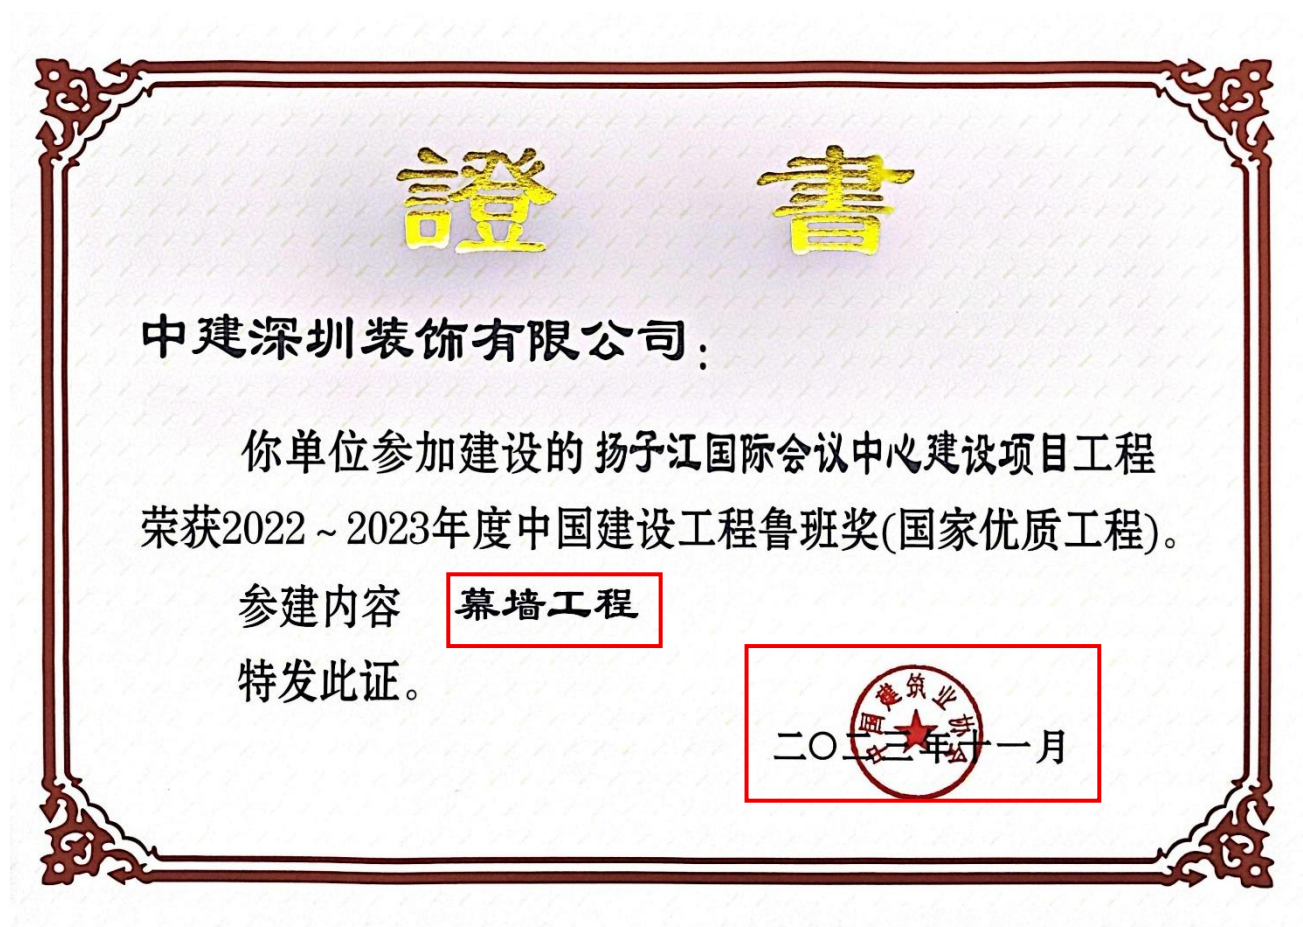 證 書
中建深圳装饰有限公司:
你单位参加建设的 扬子江国际会议中心建设项目工程
荣获2022～2023年度中国建设工程鲁班奖(国家优质工程)。
参建内容 幕墙工程
特发此证。
中国建筑业协会
二〇二三年十一月